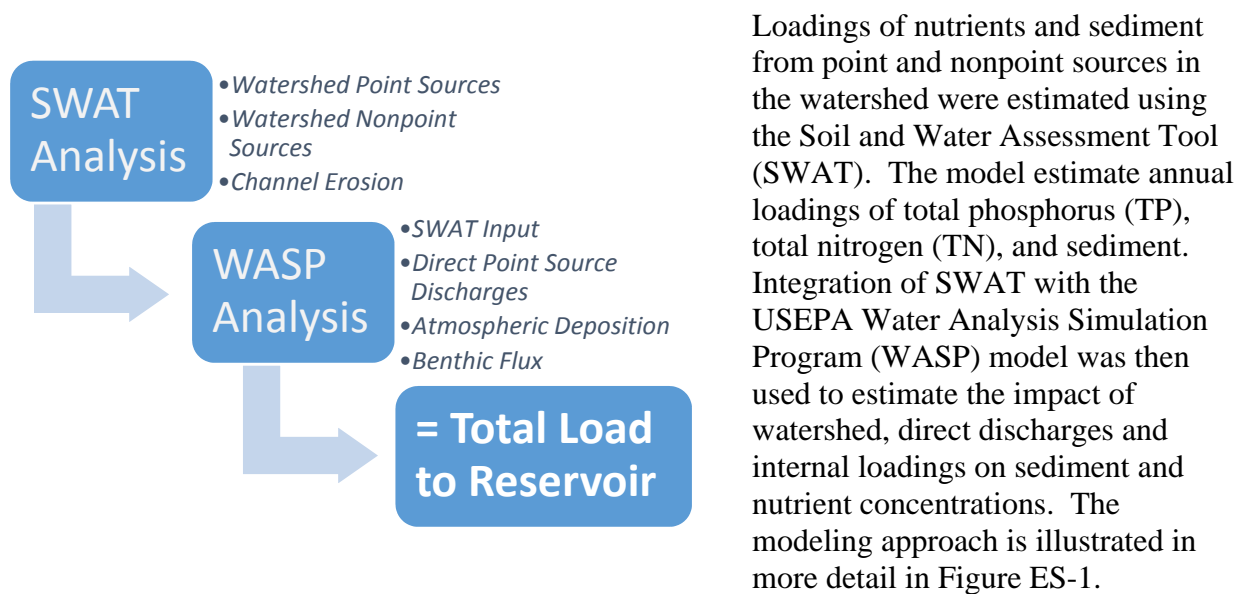 SWAT
Analysis
•Watershed Point Sources
•Watershed Nonpoint
Sources
•Channel Erosion
WASP
Analysis
•SWAT Input
•Direct Point Source
Discharges
•Atmospheric Deposition
•Benthic Flux
= Total Load
to Reservoir
Loadings of nutrients and sediment
from point and nonpoint sources in
the watershed were estimated using
the Soil and Water Assessment Tool
(SWAT).  The model estimate annual
loadings of total phosphorus (TP),
total nitrogen (TN), and sediment.
Integration of SWAT with the
USEPA Water Analysis Simulation
Program (WASP) model was then
used to estimate the impact of
watershed, direct discharges and
internal loadings on sediment and
nutrient concentrations.  The
modeling approach is illustrated in
more detail in Figure ES-1.